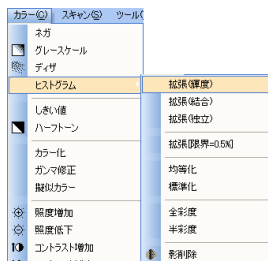 カラー(C) スキャン(S) ツール(
ネガ
グレースケール
ディザ
ヒストグラム
しきい値
ハーフトーン
カラー化
ガンマ修正
擬似カラー
照度増加
照度低下
コントラスト増加
拡張(輝度)
拡張(結合)
拡張(独立)
拡張[限界=0.5%]
均等化
標準化
全彩度
半彩度
影削除